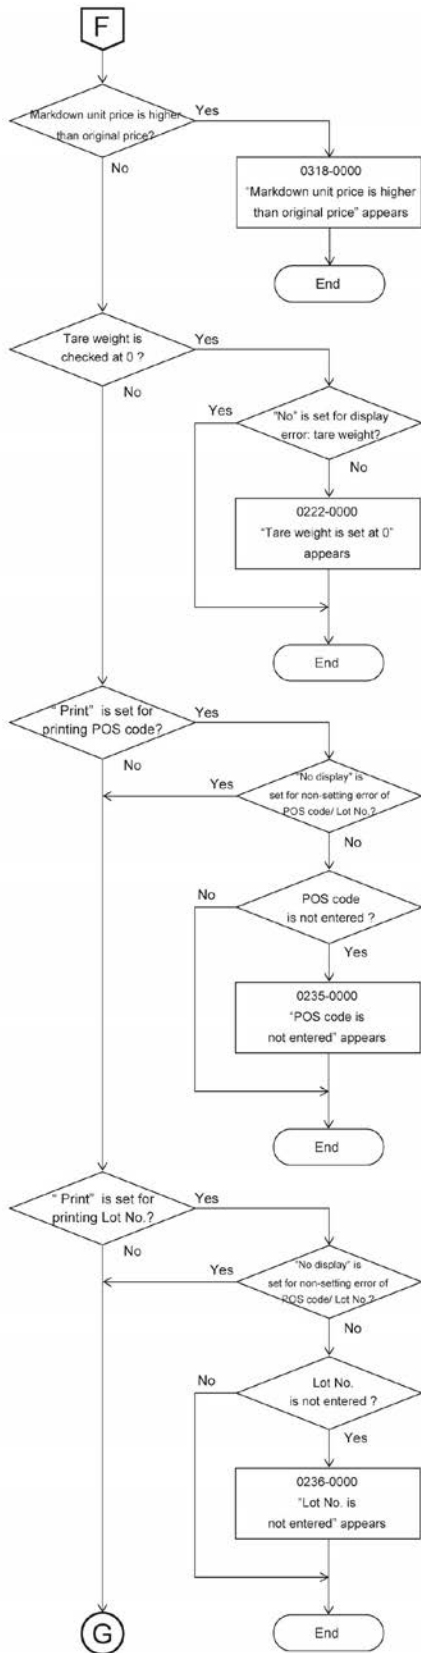 F
Markdown unit price is higher
than original price?
Yes
No
0318-0000
“Markdown unit price is higher
than original price” appears
End
Tare weight is
checked at 0 ?
Yes
No
“No” is set for display
error: tare weight?
Yes
No
0222-0000
“Tare weight is set at 0”
appears
End
“ Print” is set for
printing POS code?
Yes
No
“No display” is
set for non-setting error of
POS code/ Lot No.?
Yes
No
POS code
is not entered ?
No
Yes
0235-0000
“POS code is
not entered” appears
End
“ Print” is set for
printing Lot No.?
Yes
No
“No display” is
set for non-setting error of
POS code/ Lot No.?
Yes
No
Lot No.
is not entered ?
No
Yes
0236-0000
“Lot No. is
not entered” appears
G
End